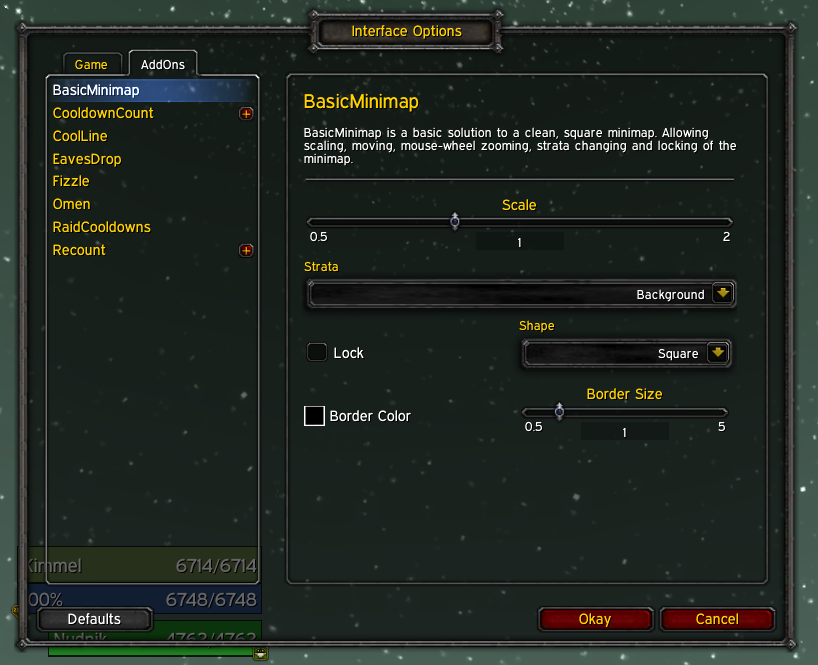 Interface Options
Game
AddOns
BasicMinimap
CooldownCount
CoolLine
EavesDrop
Fizzle
Omen
RaidCooldowns
Recount
BasicMinimap
BasicMinimap is a basic solution to a clean, square minimap. Allowing
scaling, moving, mouse-wheel zooming, strata changing and locking of the
minimap.
Scale
0.5
1
2
Strata
Background
Lock
Shape
Square
Border Color
Border Size
0.5
1
5
Kimmel 6714/6714
00% 6748/6748
Nudnik 4762/4762
Defaults
Okay
Cancel